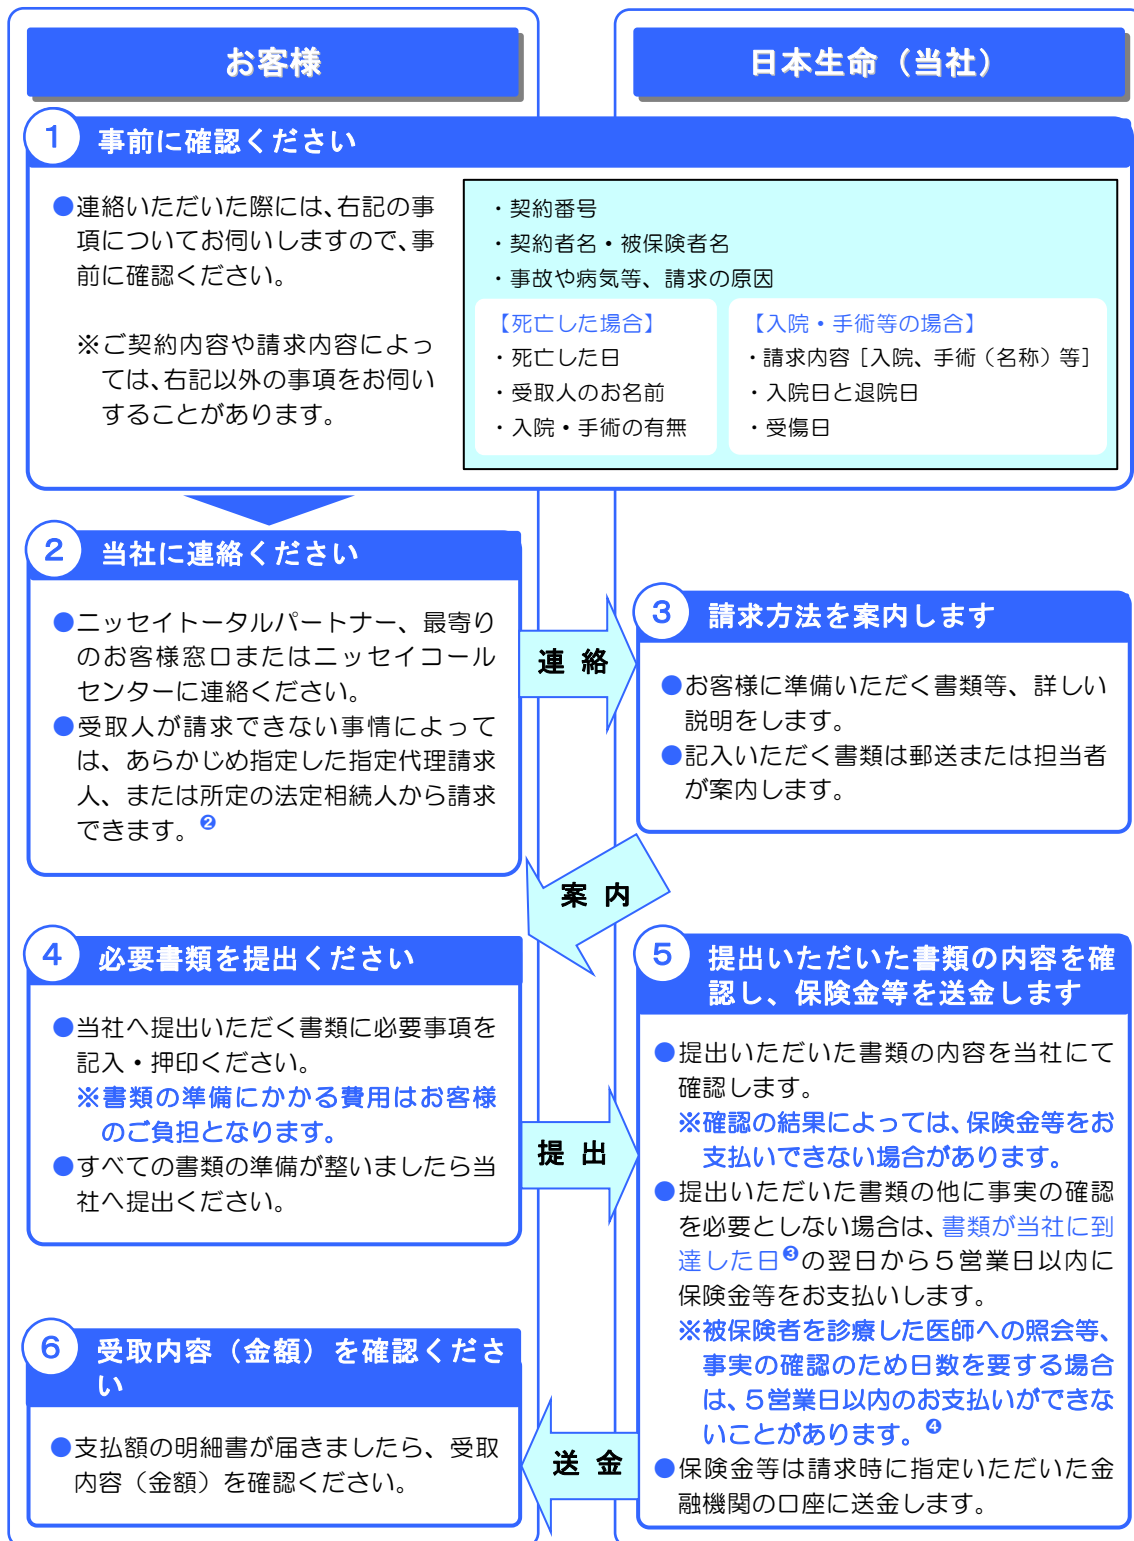 お客様
日本生命（当社）
1 事前に確認ください
●連絡いただいた際には、右記の事
項についてお伺いしますので、事
前に確認ください。
※ご契約内容や請求内容によっ
ては、右記以外の事項をお伺い
することがあります。
・契約番号
・契約者名・被保険者名
・事故や病気等、請求の原因
【死亡した場合】
・死亡した日
・受取人のお名前
・入院・手術の有無
【入院・手術等の場合】
・請求内容［入院、手術（名称）等］
・入院日と退院日
・受傷日
2 当社に連絡ください
●ニッセイトータルパートナー、最寄り
のお客様窓口またはニッセイコール
センターに連絡ください。
●受取人が請求できない事情によって
は、あらかじめ指定した指定代理請求
人、または所定の法定相続人から請求
できます。❷
連 絡
3 請求方法を案内します
●お客様に準備いただく書類等、詳しい
説明をします。
●記入いただく書類は郵送または担当者
が案内します。
案 内
4 必要書類を提出ください
●当社へ提出いただく書類に必要事項を
記入・押印ください。
※書類の準備にかかる費用はお客様
のご負担となります。
●すべての書類の準備が整いましたら当
社へ提出ください。
提 出
5 提出いただいた書類の内容を確
認し、保険金等を送金します
●提出いただいた書類の内容を当社にて
確認します。
※確認の結果によっては、保険金等をお
支払いできない場合があります。
●提出いただいた書類の他に事実の確認
を必要としない場合は、書類が当社に到
達した日❸の翌日から５営業日以内に
保険金等をお支払いします。
※被保険者を診療した医師への照会等、
事実の確認のため日数を要する場合
は、５営業日以内のお支払いができな
いことがあります。❹
●保険金等は請求時に指定いただいた金
融機関の口座に送金します。
送 金
6 受取内容（金額）を確認くださ
い
●支払額の明細書が届きましたら、受取
内容（金額）を確認ください。